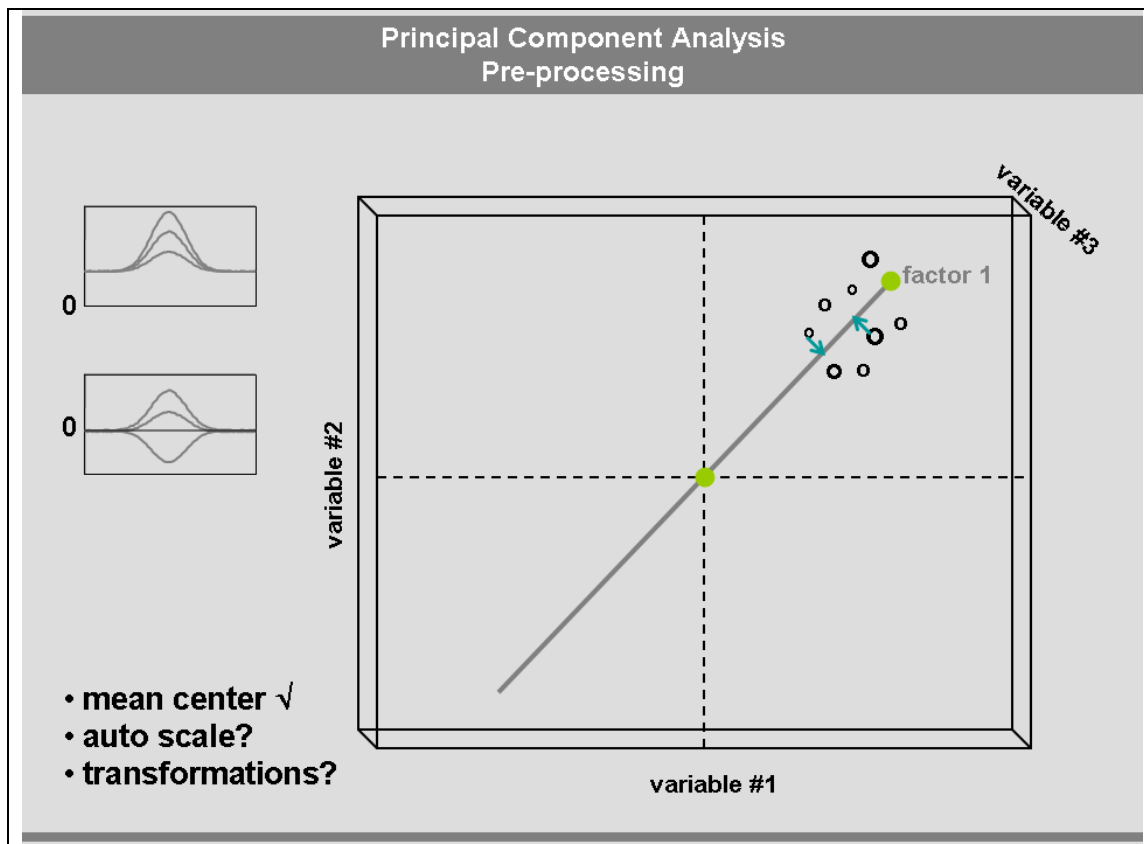 Principal Component Analysis
Pre-processing
variable #3
factor 1
0
0
variable #2
• mean center √
• auto scale?
• transformations?
variable #1